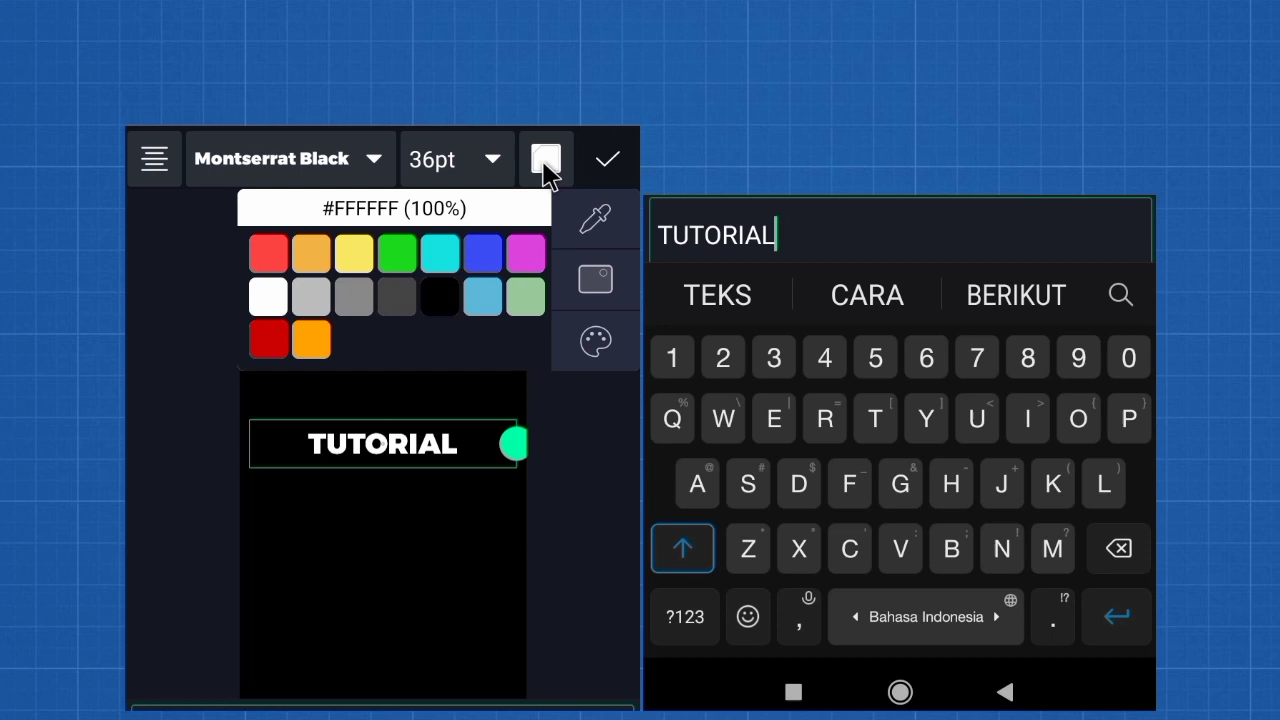 Montserrat Black
36pt
#FFFFFF (100%)
TUTORIAL
TUTORIAL
TEKS CARA BERIKUT
1 2 3 4 5 6 7 8 9 0
% \ | = [ ] < > { }
Q W E R T Y U I O P
@ # $ _ & - + ( )
A S D F G H J K L
* " ' : ; ! ?
Z X C V B N M
!?
?123 , Bahasa Indonesia .